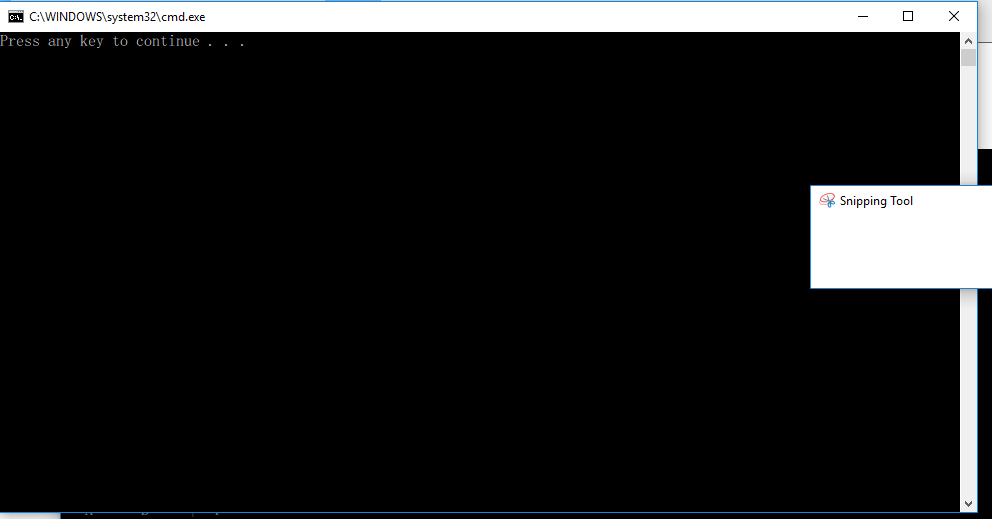 C:\WINDOWS\system32\cmd.exe
Press any key to continue . . .
Snipping Tool